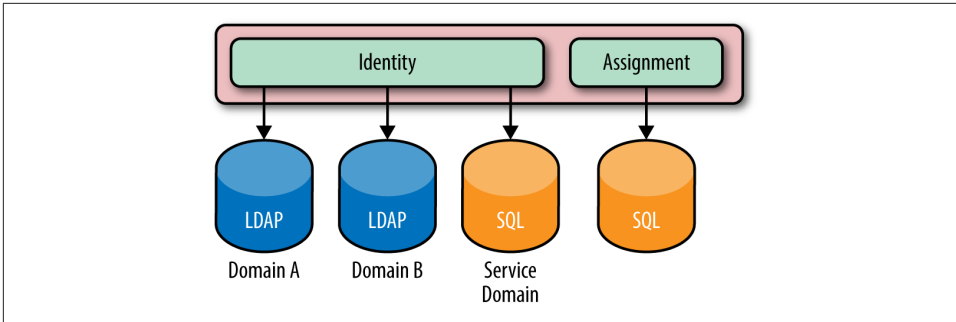 Identity
Assignment
LDAP
LDAP
SQL
SQL
Domain A
Domain B
Service
Domain